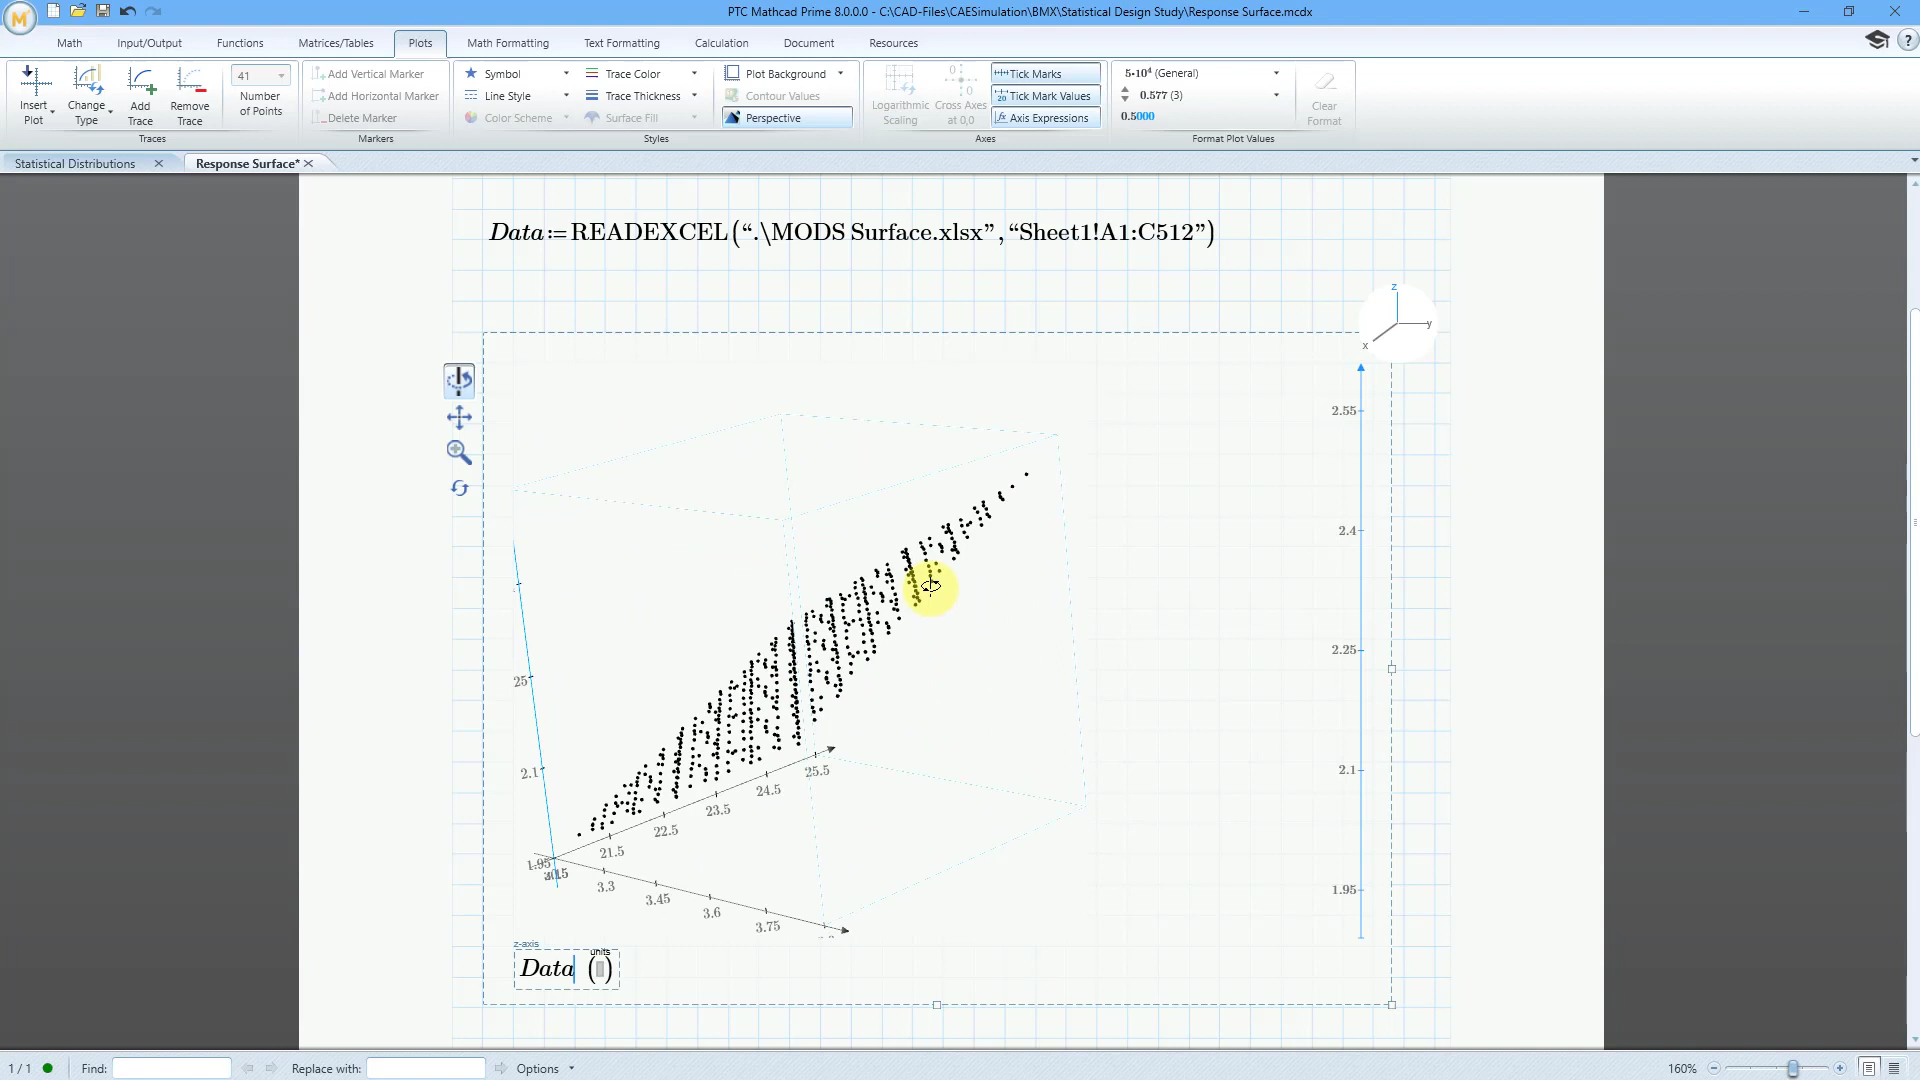 PTC Mathcad Prime 8.0.0.0 - C:\CAD-Files\CAESimulation\BMX\Statistical Design Study\Response Surface.mcdx
Math Input/Output Functions Matrices/Tables Plots Math Formatting Text Formatting Calculation Document Resources
Insert Plot
Change Type
Add Trace
Remove Trace
Traces
41
Number of Points
Add Vertical Marker
Add Horizontal Marker
Delete Marker
Markers
Symbol
Line Style
Color Scheme
Trace Color
Trace Thickness
Surface Fill
Plot Background
Contour Values
Perspective
Styles
Logarithmic Scaling
Cross Axes at 0,0
Tick Marks
Tick Mark Values
Axis Expressions
Axes
5·10⁴ (General)
0.577 (3)
0.5000
Clear Format
Format Plot Values
Statistical Distributions
Response Surface*
Data:=READEXCEL(“.\MODS Surface.xlsx”,“Sheet1!A1:C512”)
z
y
x
2.55
2.4
2.25
2.1
1.95
25
2.1
1.95
25.5
24.5
23.5
22.5
21.5
3.3
3.45
3.6
3.75
z-axis
units
Data ()
1 / 1 Find: Replace with: Options 160%